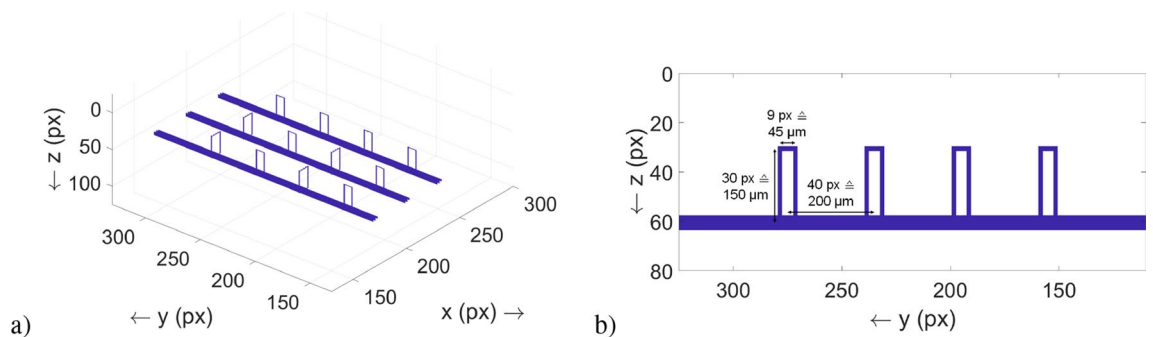 0
50
100
← z (px)
300
250
200
150
← y (px)
150
200
250
300
x (px) →
a)
0
20
40
60
80
← z (px)
9 px ≙
45 μm
30 px ≙
150 μm
40 px ≙
200 μm
300
250
200
150
← y (px)
b)